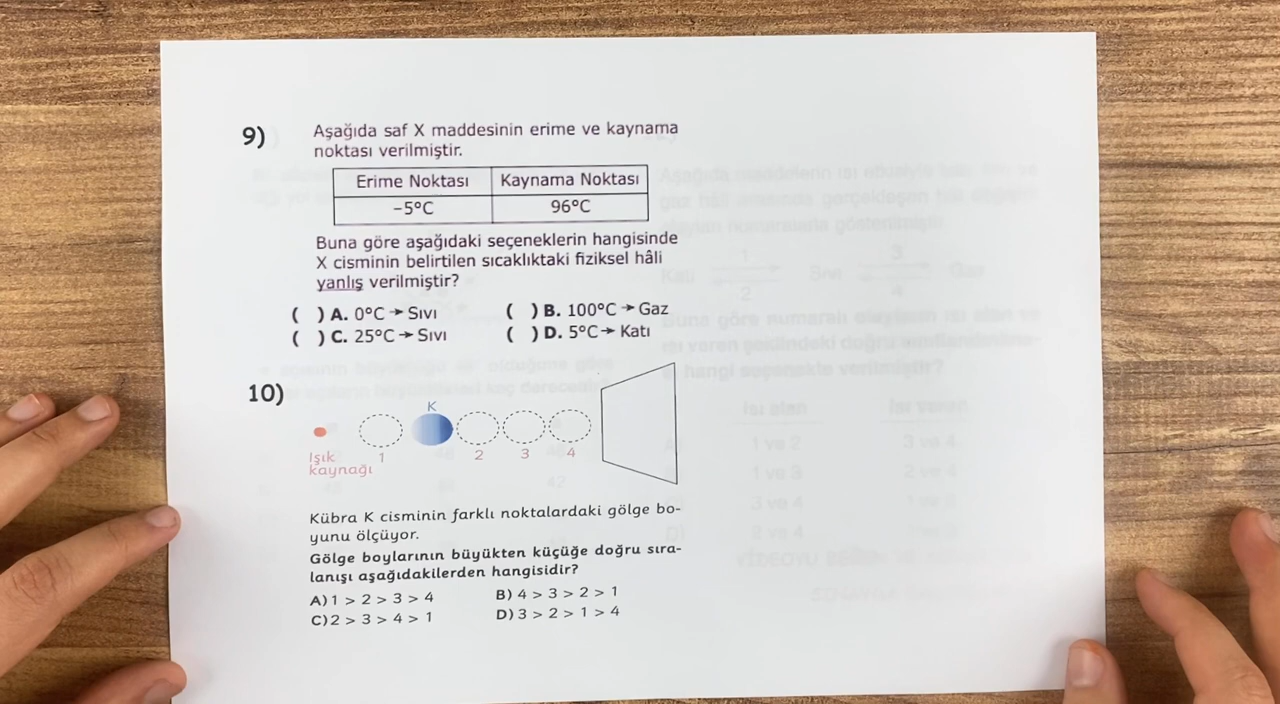 9)
Aşağıda saf X maddesinin erime ve kaynama
noktası verilmiştir.
Erime Noktası Kaynama Noktası
-5°C 96°C
Buna göre aşağıdaki seçeneklerin hangisinde
X cisminin belirtilen sıcaklıktaki fiziksel hâli
yanlış verilmiştir?
( ) A. 0°C → Sıvı ( ) B. 100°C → Gaz
( ) C. 25°C → Sıvı ( ) D. 5°C → Katı
10)
K
1 2 3 4
Işık
kaynağı
Kübra K cisminin farklı noktalardaki gölge bo-
yunu ölçüyor.
Gölge boylarının büyükten küçüğe doğru sıra-
lanışı aşağıdakilerden hangisidir?
A) 1 > 2 > 3 > 4 B) 4 > 3 > 2 > 1
C) 2 > 3 > 4 > 1 D) 3 > 2 > 1 > 4